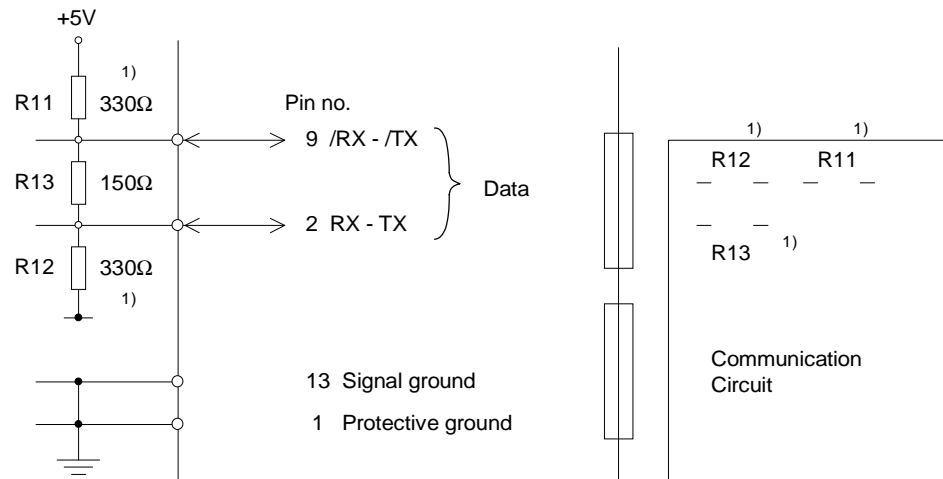 +5V
1)
R11 330Ω
Pin no.
9 /RX - /TX
R13 150Ω
Data
2 RX - TX
R12 330Ω
1)
13 Signal ground
1 Protective ground
1) 1)
R12 R11
R13 1)
Communication
Circuit